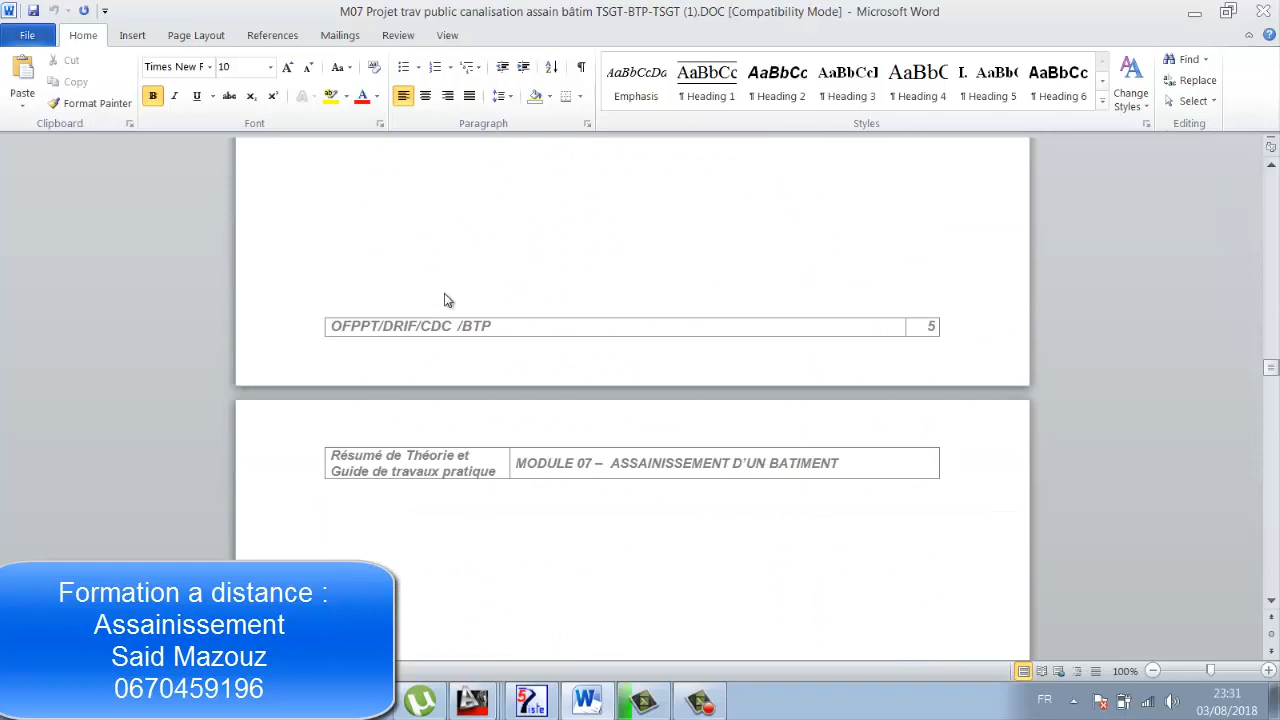 M07 Projet trav public canalisation assain bâtim TSGT-BTP-TSGT (1).DOC [Compatibility Mode] - Microsoft Word
File Home Insert Page Layout References Mailings Review View
Cut
Copy
Paste
Format Painter
Clipboard
Times New F 10
Font
Paragraph
AaBbCcDa AaBbCc AaBbCc AaBbCcI AaBbC I. AaBbC AaBbCc
Emphasis ¶ Heading 1 ¶ Heading 2 ¶ Heading 3 ¶ Heading 4 ¶ Heading 5 ¶ Heading 6
Change
Styles
Styles
Find
Replace
Select
Editing
OFPPT/DRIF/CDC /BTP 5
Résumé de Théorie et
Guide de travaux pratique
MODULE 07 – ASSAINISSEMENT D'UN BATIMENT
Formation a distance :
Assainissement
Said Mazouz
0670459196
100%
FR
23:31
03/08/2018